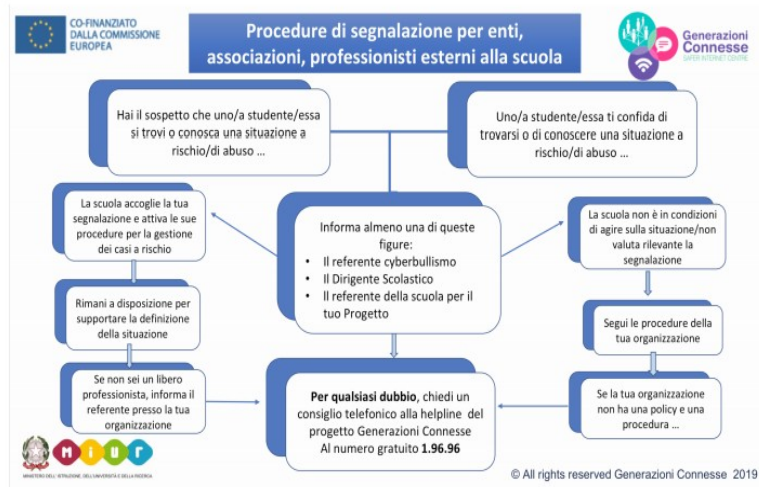 CO-FINANZIATO
DALLA COMMISSIONE
EUROPEA
Procedure di segnalazione per enti,
associazioni, professionisti esterni alla scuola
Generazioni
Connesse
SAFER INTERNET CENTRE
Hai il sospetto che uno/a studente/essa
si trovi o conosca una situazione a
rischio/di abuso ...
Uno/a studente/essa ti confida di
trovarsi o di conoscere una situazione a
rischio/di abuso ...
La scuola accoglie la tua
segnalazione e attiva le sue
procedure per la gestione
dei casi a rischio
Informa almeno una di queste
figure:
• Il referente cyberbullismo
• Il Dirigente Scolastico
• Il referente della scuola per il
tuo Progetto
La scuola non è in condizioni
di agire sulla situazione/non
valuta rilevante la
segnalazione
Rimani a disposizione per
supportare la definizione
della situazione
Segui le procedure della
tua organizzazione
Se non sei un libero
professionista, informa il
referente presso la tua
organizzazione
Per qualsiasi dubbio, chiedi un
consiglio telefonico alla helpline del
progetto Generazioni Connesse
Al numero gratuito 1.96.96
Se la tua organizzazione
non ha una policy e una
procedura ...
miur
MINISTERO DELL'ISTRUZIONE, DELL'UNIVERSITÀ E DELLA RICERCA
© All rights reserved Generazioni Connesse 2019